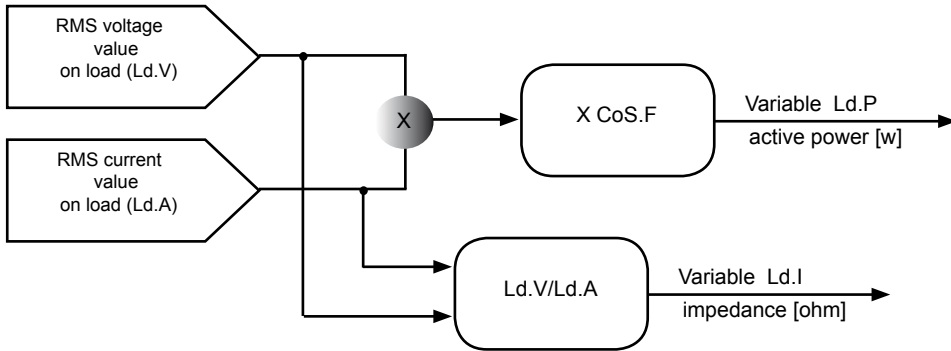 RMS voltage
value
on load (Ld.V)
X
X CoS.F
Variable Ld.P
active power [w]
RMS current
value
on load (Ld.A)
Ld.V/Ld.A
Variable Ld.I
impedance [ohm]